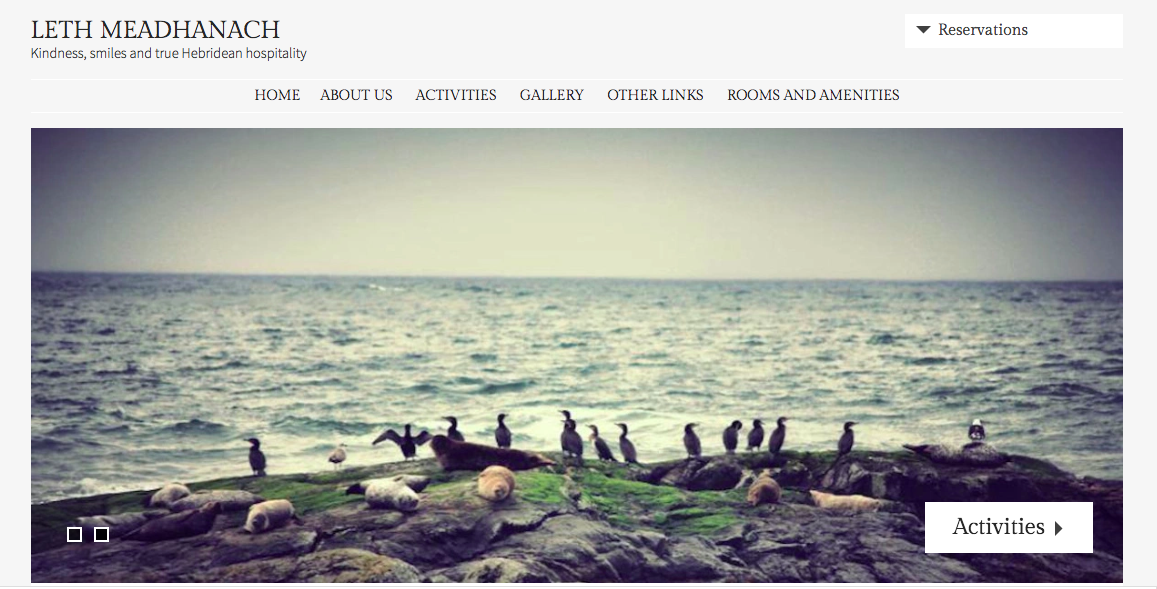 LETH MEADHANACH
Kindness, smiles and true Hebridean hospitality
Reservations
HOME ABOUT US ACTIVITIES GALLERY OTHER LINKS ROOMS AND AMENITIES
Activities